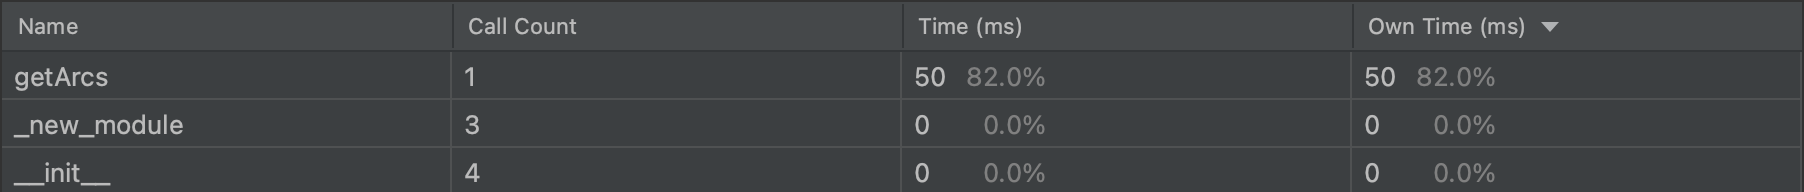 Name Call Count Time (ms) Own Time (ms)
getArcs 1 50 82.0% 50 82.0%
_new_module 3 0 0.0% 0 0.0%
__init__ 4 0 0.0% 0 0.0%